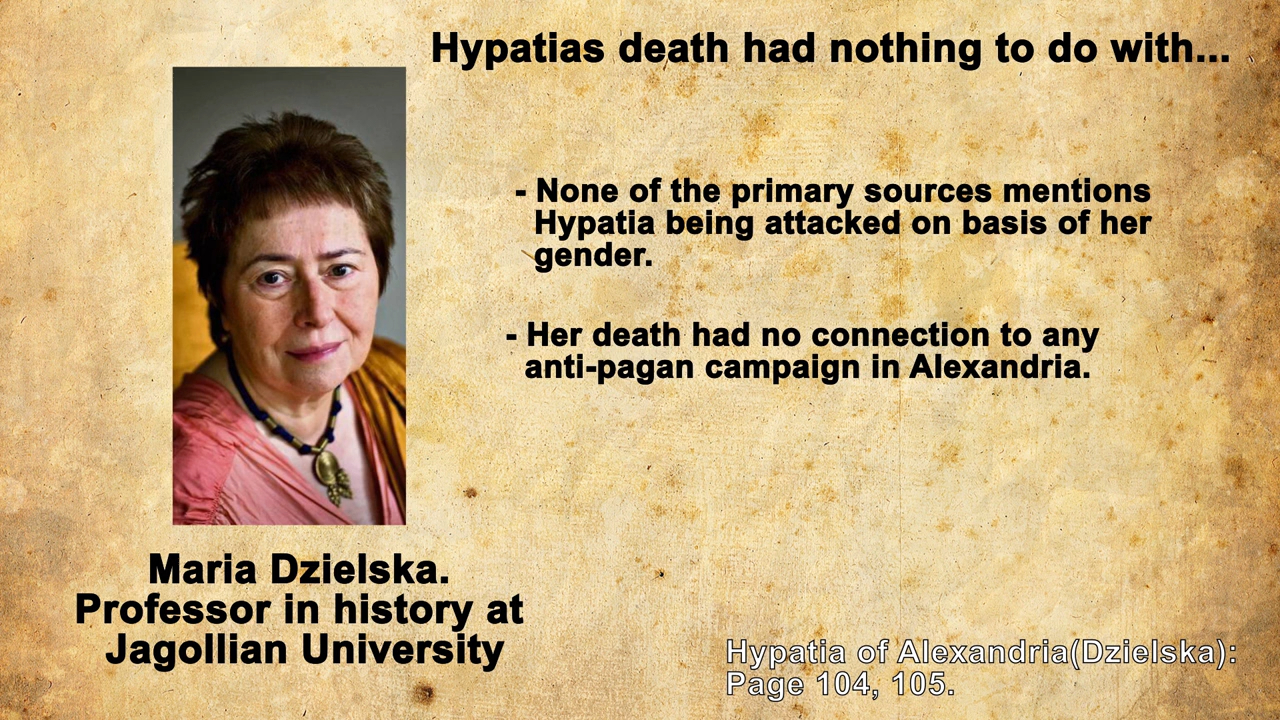 Hypatias death had nothing to do with...
- None of the primary sources mentions
Hypatia being attacked on basis of her
gender.
- Her death had no connection to any
anti-pagan campaign in Alexandria.
Maria Dzielska.
Professor in history at
Jagollian University
Hypatia of Alexandria(Dzielska):
Page 104, 105.